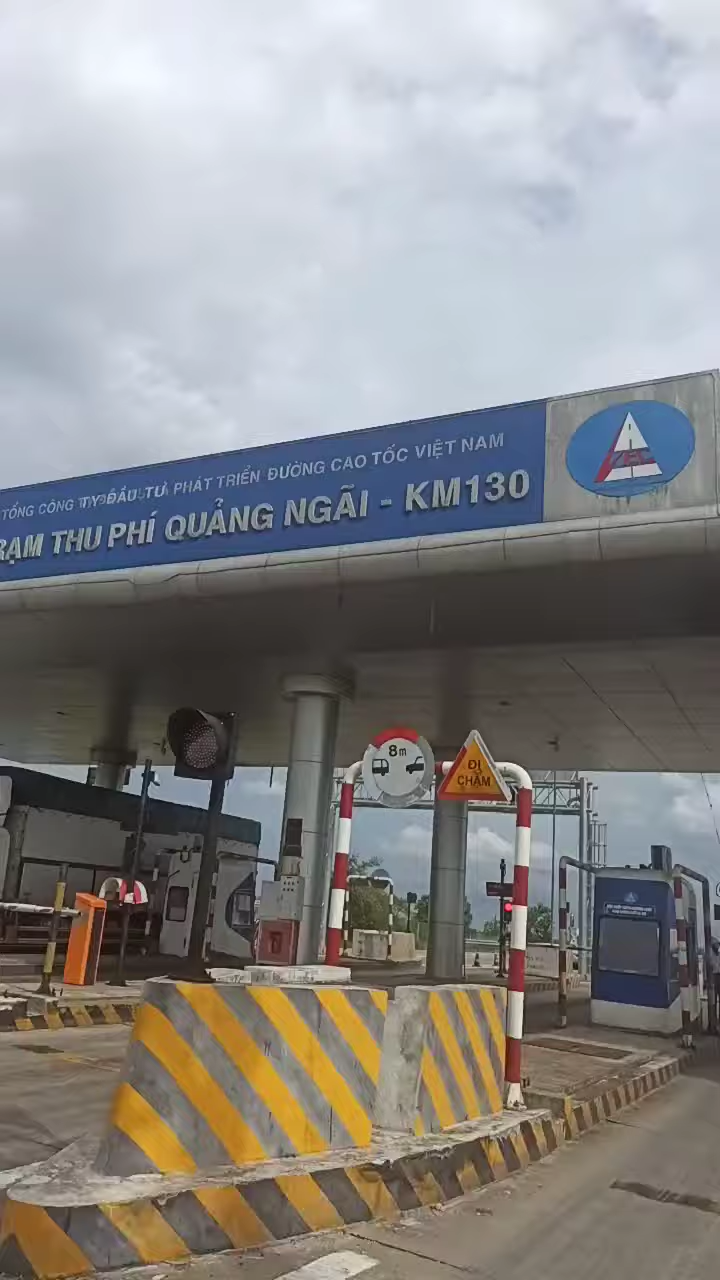 TỔNG CÔNG TY ĐẦU TƯ PHÁT TRIỂN ĐƯỜNG CAO TỐC VIỆT NAM
RẠM THU PHÍ QUẢNG NGÃI - KM130
VEC
8m
ĐI
CHẬM